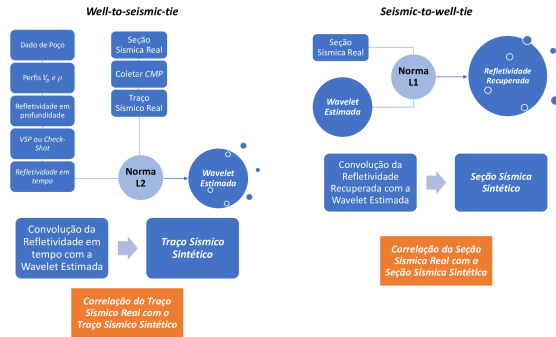 Well-to-seismic-tie
Dado de Poço
Perfis Vₚ e ρ
Refletividade em
profundidade
VSP ou Check-
Shot
Refletividade em
tempo
Seção
Sísmica Real
Coletar CMP
Traço
Sísmico Real
Norma
L2
Wavelet
Estimada
Convolução da
Refletividade em
tempo com a
Wavelet Estimada
Traço Sísmico
Sintético
Correlação do Traço
Sísmico Real com o
Traço Sísmico Sintético
Seismic-to-well-tie
Seção
Sísmica Real
Wavelet
Estimada
Norma
L1
Refletividade
Recuperada
Convolução da
Refletividade
Recuperada com a
Wavelet Estimada
Seção Sísmica
Sintético
Correlação da Seção
Sísmica Real com a
Seção Sísmica Sintética